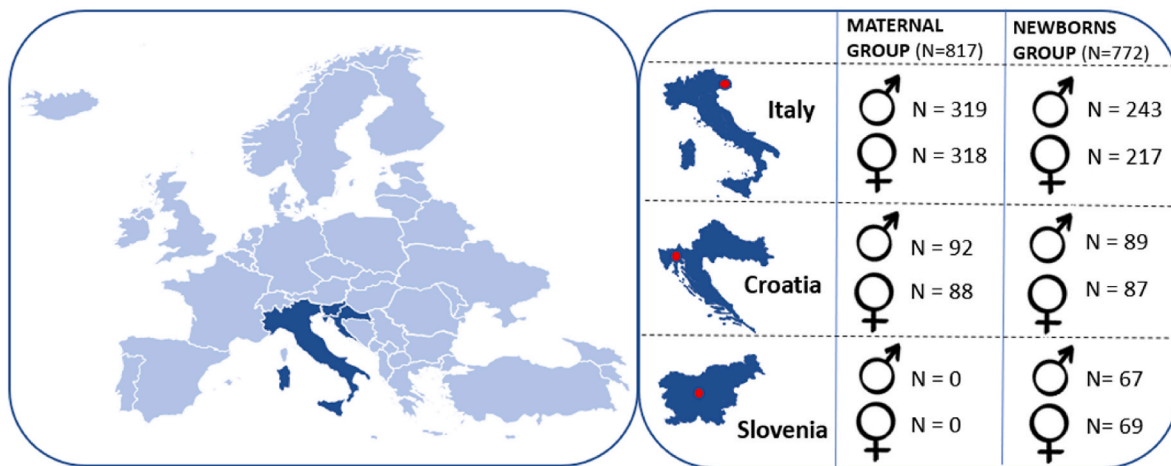 MATERNAL
GROUP (N=817)
NEWBORNS
GROUP (N=772)
Italy
N = 319
N = 243
N = 318
N = 217
Croatia
N = 92
N = 89
N = 88
N = 87
Slovenia
N = 0
N= 67
N = 0
N= 69